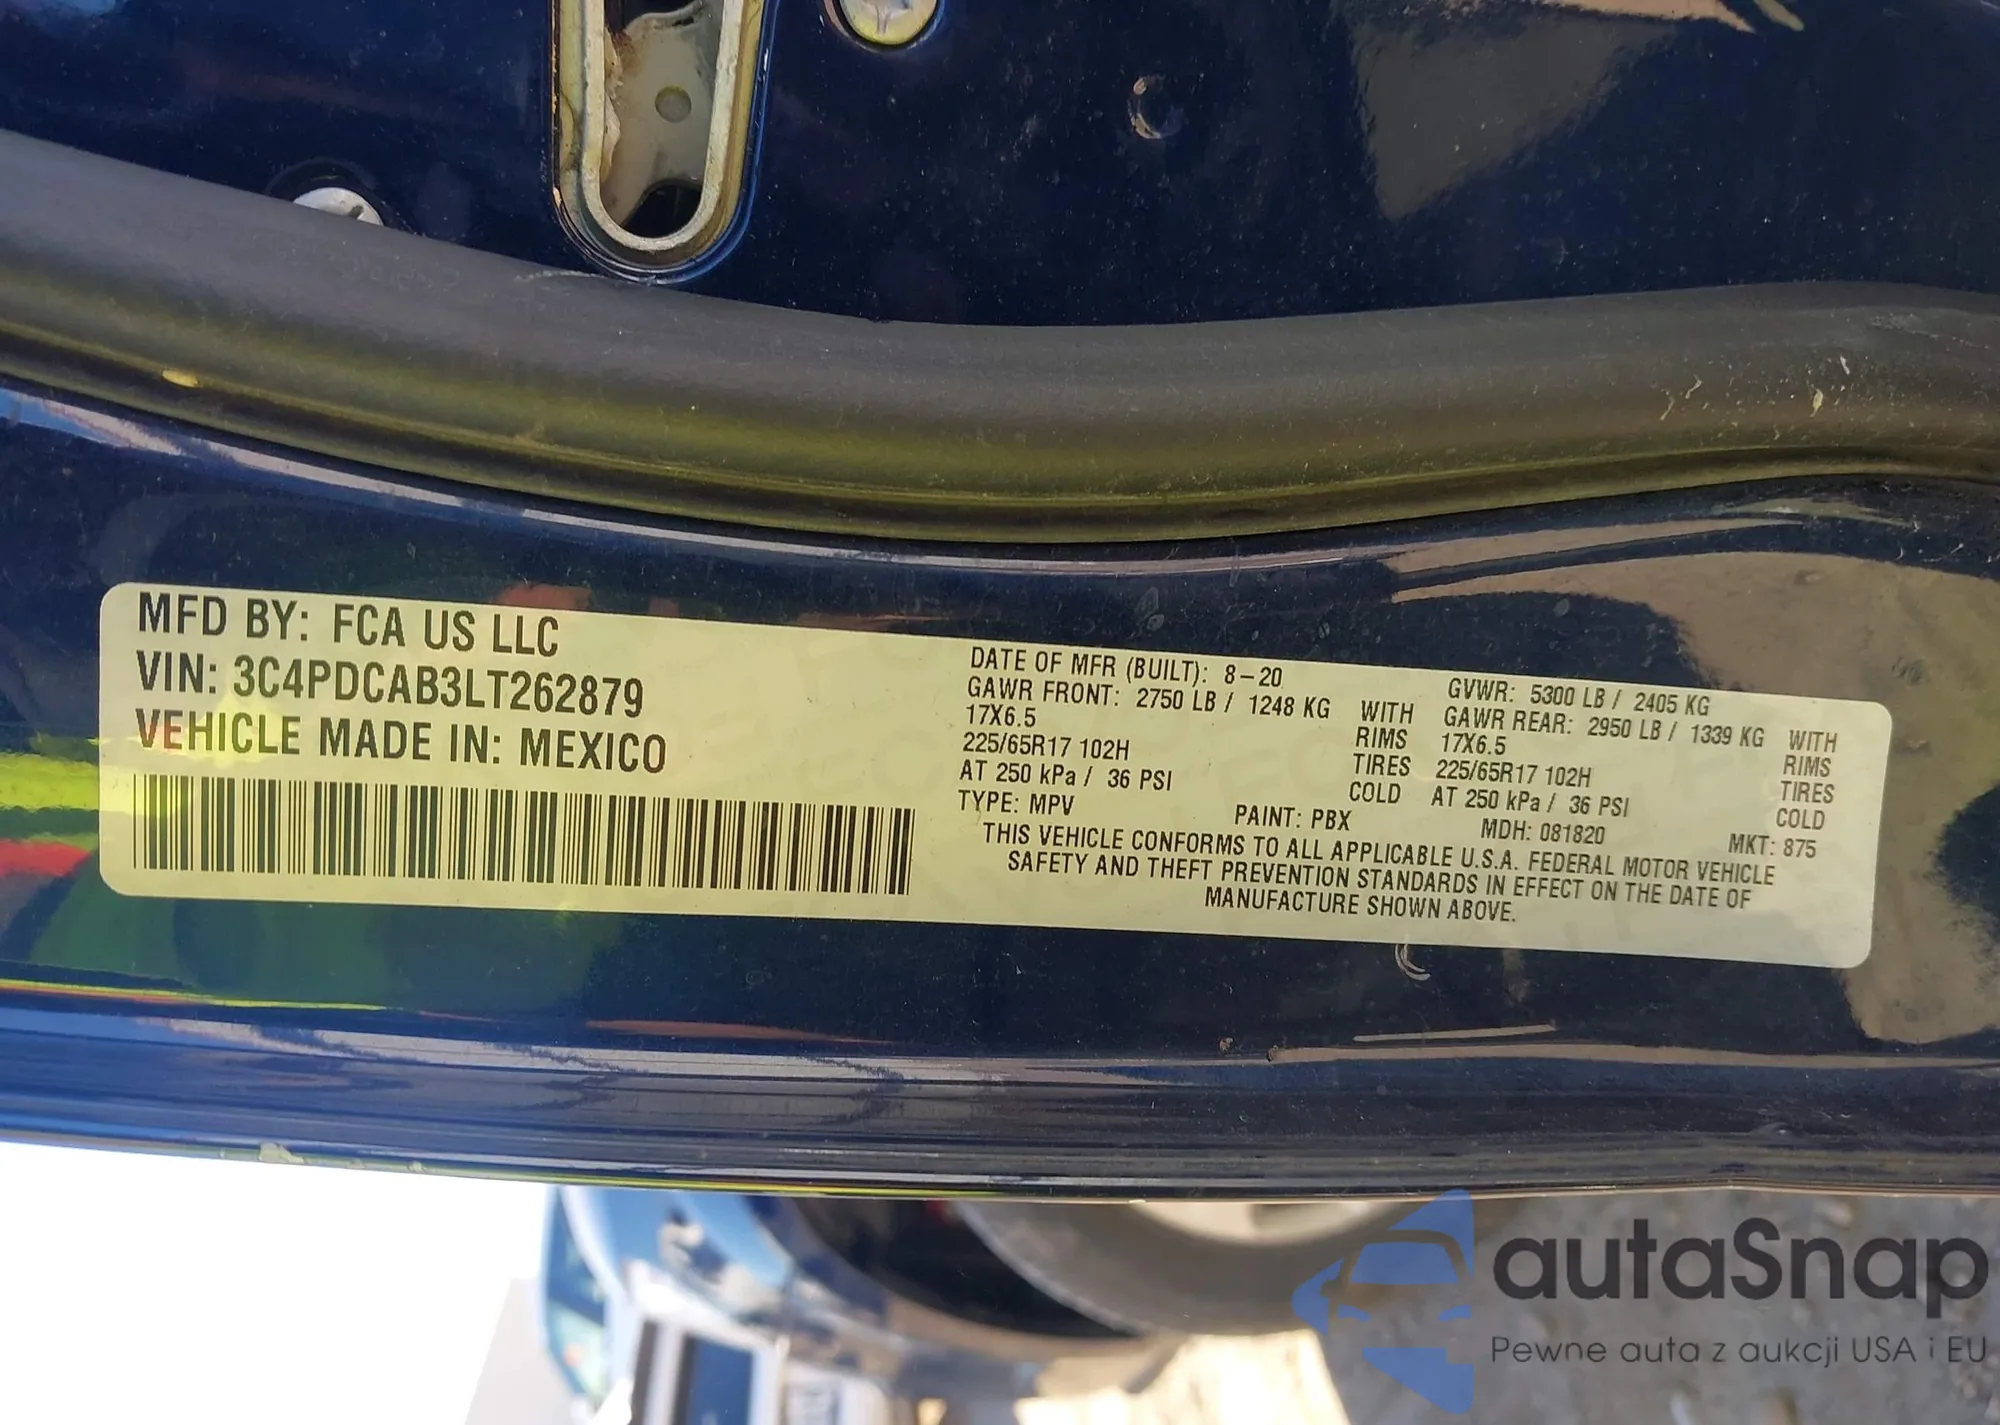 MFD BY: FCA US LLC
VIN: 3C4PDCAB3LT262879
VEHICLE MADE IN: MEXICO
DATE OF MFR (BUILT): 8-20 GVWR: 5300 LB / 2405 KG
GAWR FRONT: 2750 LB / 1248 KG WITH GAWR REAR: 2950 LB / 1339 KG WITH
17X6.5 RIMS 17X6.5 RIMS
225/65R17 102H TIRES 225/65R17 102H TIRES
AT 250 kPa / 36 PSI COLD AT 250 kPa / 36 PSI COLD
TYPE: MPV PAINT: PBX MDH: 081820 MKT: 875
THIS VEHICLE CONFORMS TO ALL APPLICABLE U.S.A. FEDERAL MOTOR VEHICLE
SAFETY AND THEFT PREVENTION STANDARDS IN EFFECT ON THE DATE OF
MANUFACTURE SHOWN ABOVE.
autaSnap
Pewne auta z aukcji USA i EU